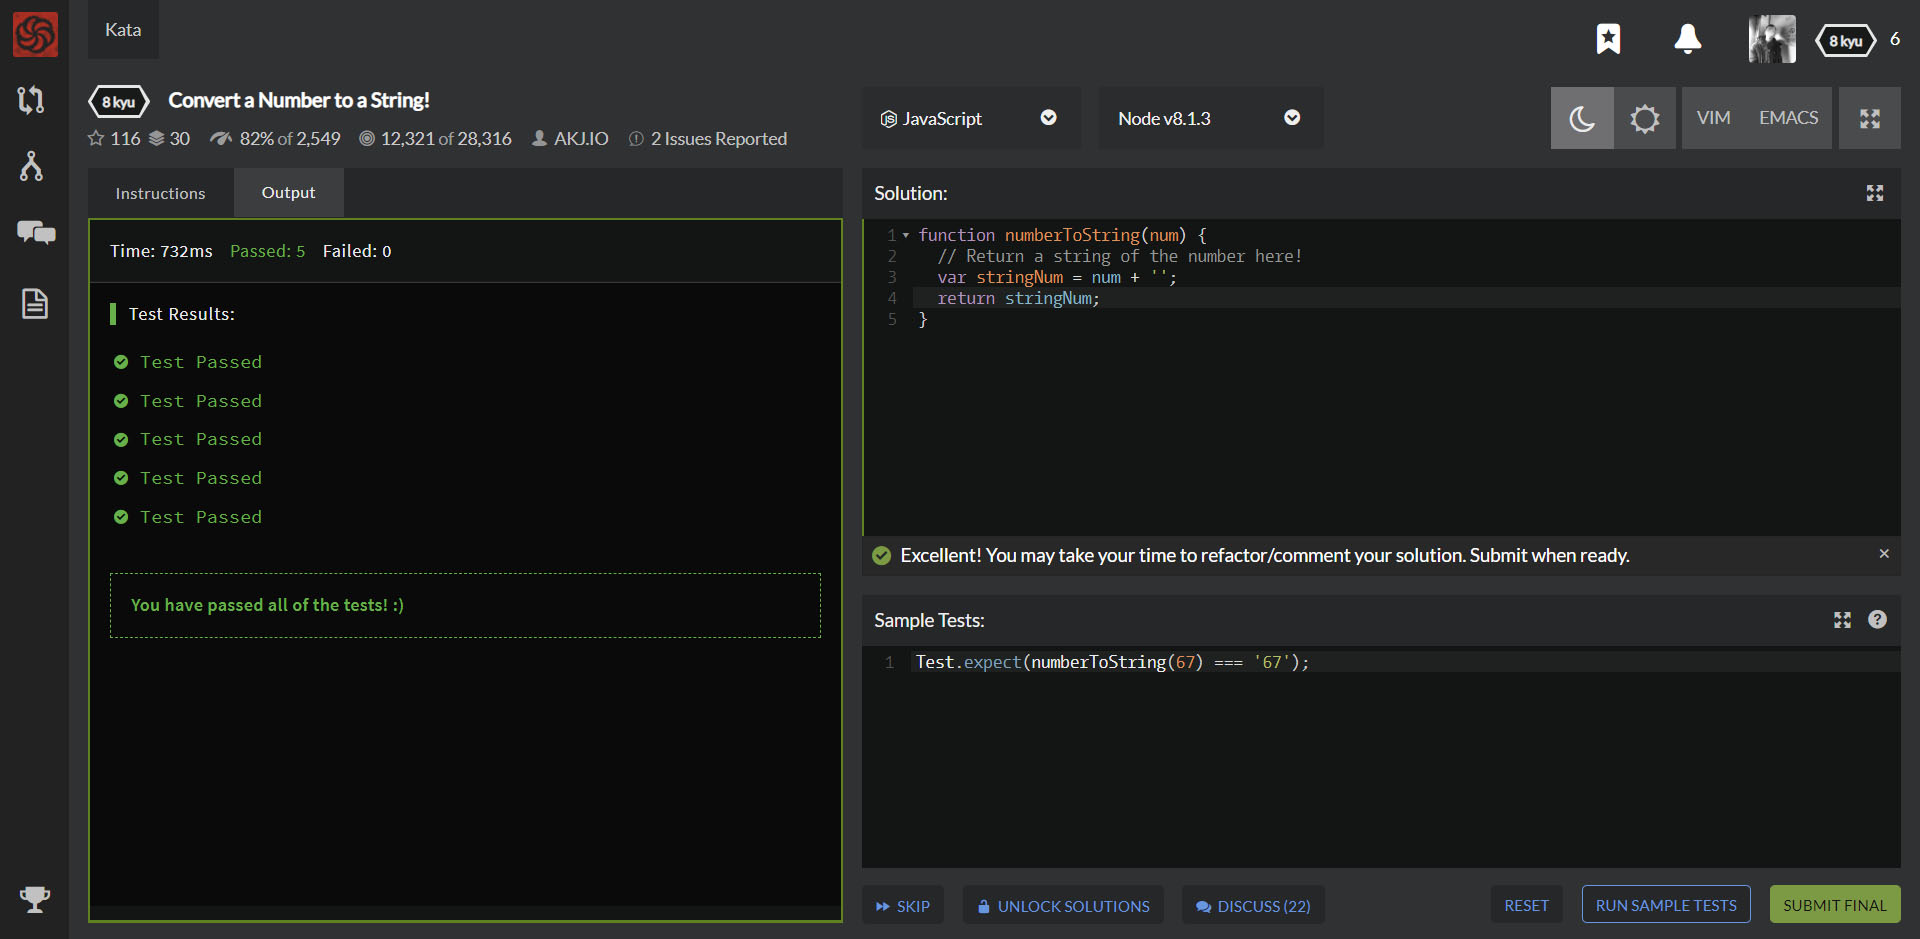 Kata
8 kyu 6
8 kyu Convert a Number to a String!
116 30 82% of 2,549 12,321 of 28,316 AKJ.IO 2 Issues Reported
JavaScript
Node v8.1.3
VIM EMACS
Instructions Output
Time: 732ms Passed: 5 Failed: 0
Test Results:
Test Passed
Test Passed
Test Passed
Test Passed
Test Passed
You have passed all of the tests! :)
Solution:
1 function numberToString(num) {
2 // Return a string of the number here!
3 var stringNum = num + '';
4 return stringNum;
5 }
Excellent! You may take your time to refactor/comment your solution. Submit when ready. ×
Sample Tests:
1 Test.expect(numberToString(67) === '67');
SKIP UNLOCK SOLUTIONS DISCUSS (22) RESET RUN SAMPLE TESTS SUBMIT FINAL